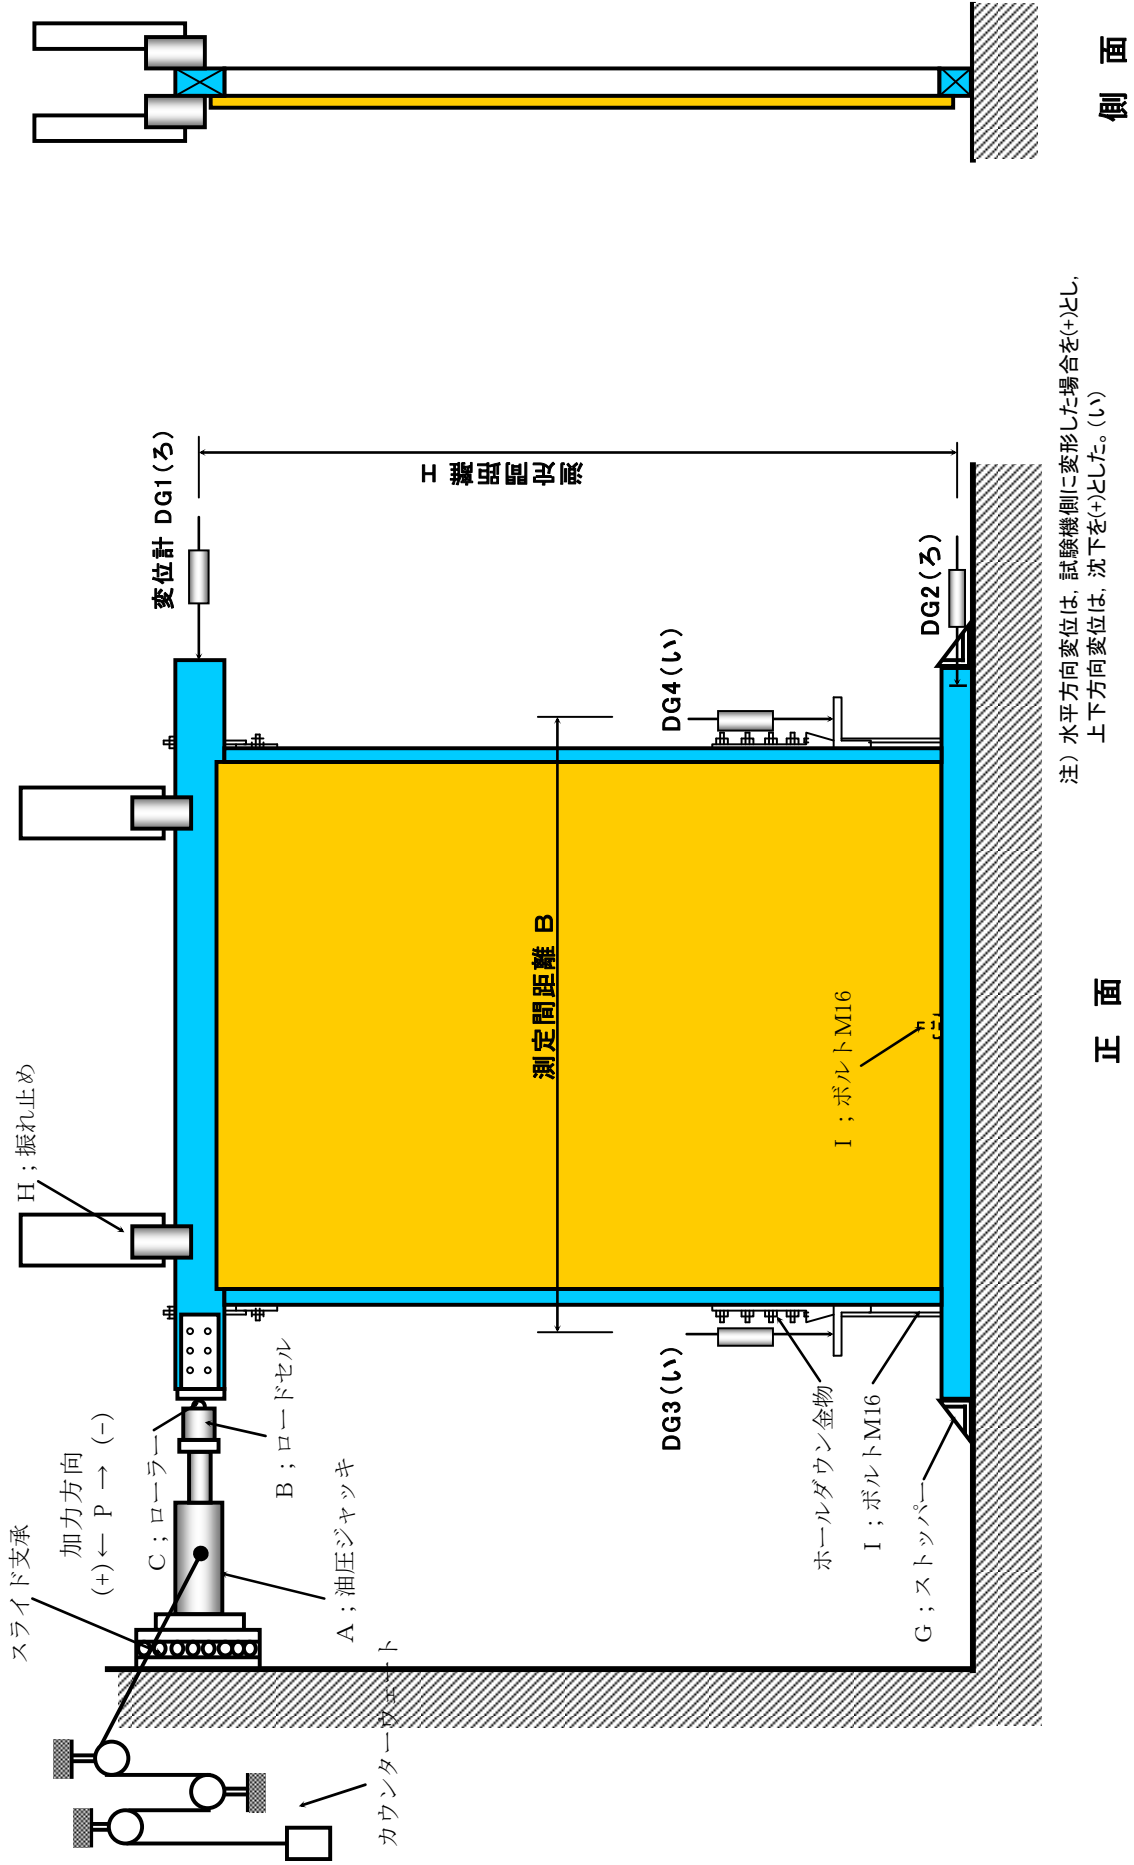 H；振れ止め
スライド支承
加力方向
(+)← P → (−)
C；ローラー
B；ロードセル
A；油圧ジャッキ
カウンターウェート
変位計 DG1(ろ)
測定間距離 H
測定間距離 B
DG3(い)
DG4(い)
DG2(ろ)
ホールダウン金物
I；ボルトM16
I；ボルトM16
G；ストッパー
正 面
側 面
注）水平方向変位は，試験機側に変形した場合を(+)とし，
上下方向変位は，沈下を(+)とした。(い)